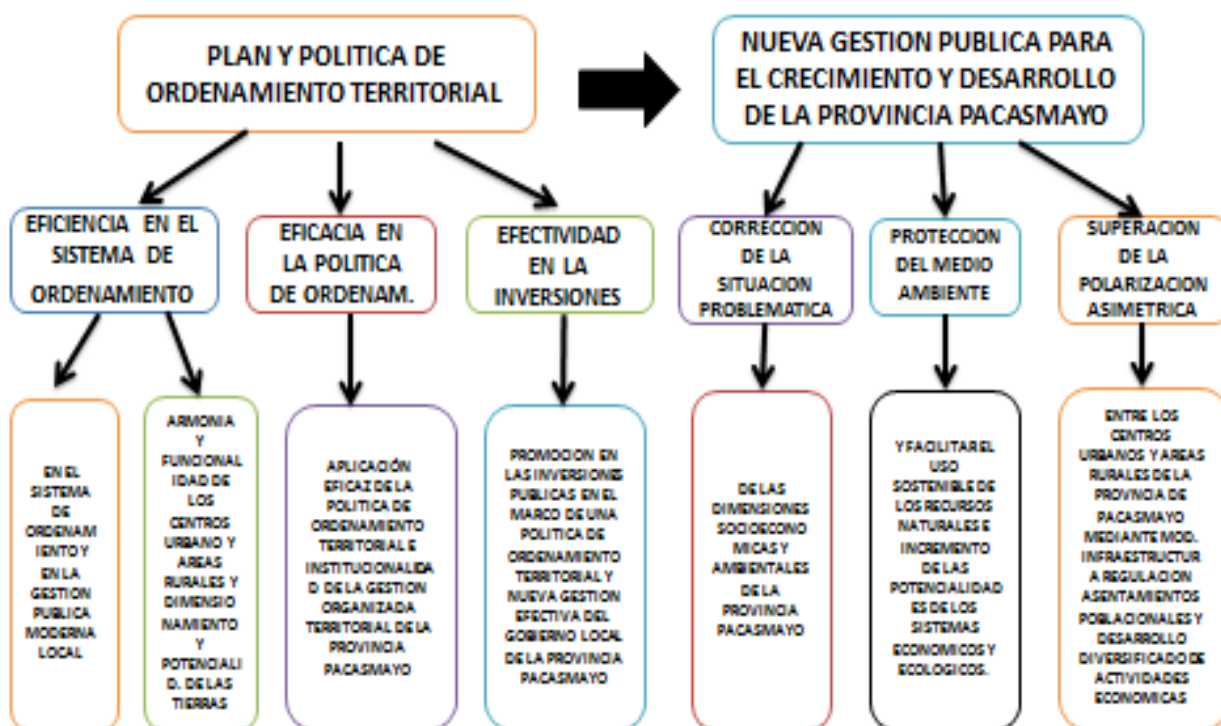 PLAN Y POLITICA DE
ORDENAMIENTO TERRITORIAL
NUEVA GESTION PUBLICA PARA
EL CRECIMIENTO Y DESARROLLO
DE LA PROVINCIA PACASMAYO
EFICIENCIA EN EL
SISTEMA DE
ORDENAMIENTO
EFICACIA EN
LA POLITICA
DE ORDENAM.
EFECTIVIDAD
EN LA
INVERSIONES
CORRECCION
DE LA
SITUACION
PROBLEMATICA
PROTECCION
DEL MEDIO
AMBIENTE
SUPERACION
DE LA
POLARIZACION
ASIMETRICA
EN EL
SISTEMA
DE
ORDENAM
IENTO Y
EN LA
GESTION
PUBLICA
MODERNA
LOCAL
ARMONIA
Y
FUNCIONAL
IDAD DE
LOS
CENTROS
URBANO Y
AREAS
RURALES Y
DIMENSIO
NAMIENTO
Y
POTENCIALI
D. DE LAS
TIERRAS
APLICACIÓN
EFICAZ DE LA
POLITICA DE
ORDENAMIENTO
TERRITORIAL E
INSTITUCIONALIDA
D. DE LA GESTION
ORGANIZADA
TERRITORIAL DE LA
PROVINCIA
PACASMAYO
PROMOCION EN
LAS INVERSIONES
PUBLICAS EN EL
MARCO DE UNA
POLITICA DE
ORDENAMIENTO
TERRITORIAL Y
NUEVA GESTION
EFECTIVA DEL
GOBIERNO LOCAL
DE LA PROVINCIA
PACASMAYO
DE LAS
DIMENSIONES
SOCIOECONO
MICAS Y
AMBIENTALES
DE LA
PROVINCIA
PACASMAYO
Y FACILITAR EL
USO
SOSTENIBLE DE
LOS RECURSOS
NATURALES E
INCREMENTO
DE LAS
POTENCIALIDAD
ES DE LOS
SISTEMAS
ECONOMICOS Y
ECOLOGICOS.
ENTRE LOS
CENTROS
URBANOS Y AREAS
RURALES DE LA
PROVNCIA DE
PACASMAYO
MEDIANTE MOD.
INFRAESTRUCTUR
A REGULACION
ASENTAMIENTOS
POBLACIONALES Y
DESARROLLO
DIVERSIFICADO DE
ACTIVIDADES
ECONOMICAS